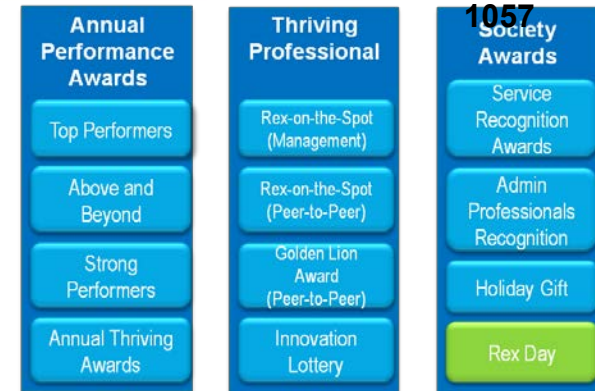 1057
Annual
Performance
Awards
Top Performers
Above and
Beyond
Strong
Performers
Annual Thriving
Awards
Thriving
Professional
Rex-on-the-Spot
(Management)
Rex-on-the-Spot
(Peer-to-Peer)
Golden Lion
Award
(Peer-to-Peer)
Innovation
Lottery
Society
Awards
Service
Recognition
Awards
Admin
Professionals
Recognition
Holiday Gift
Rex Day